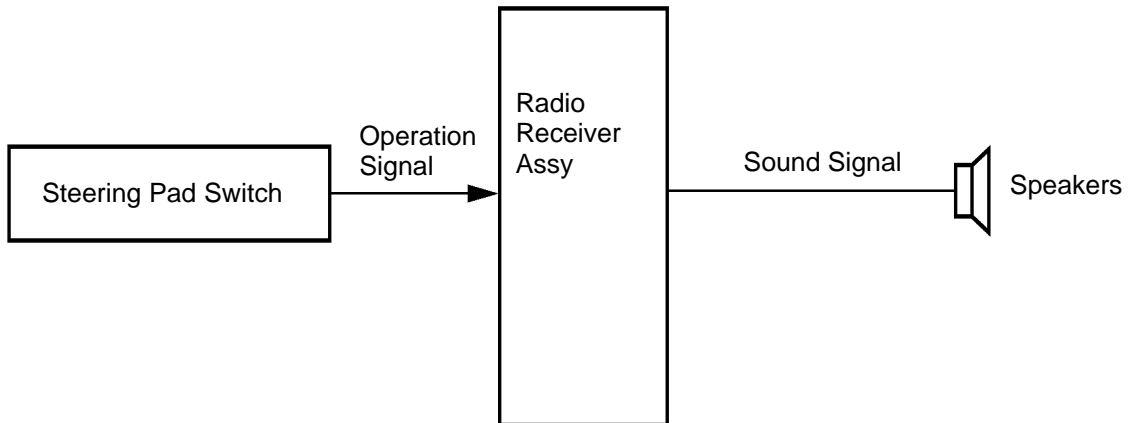 Steering Pad Switch
Operation
Signal
Radio
Receiver
Assy
Sound Signal
Speakers